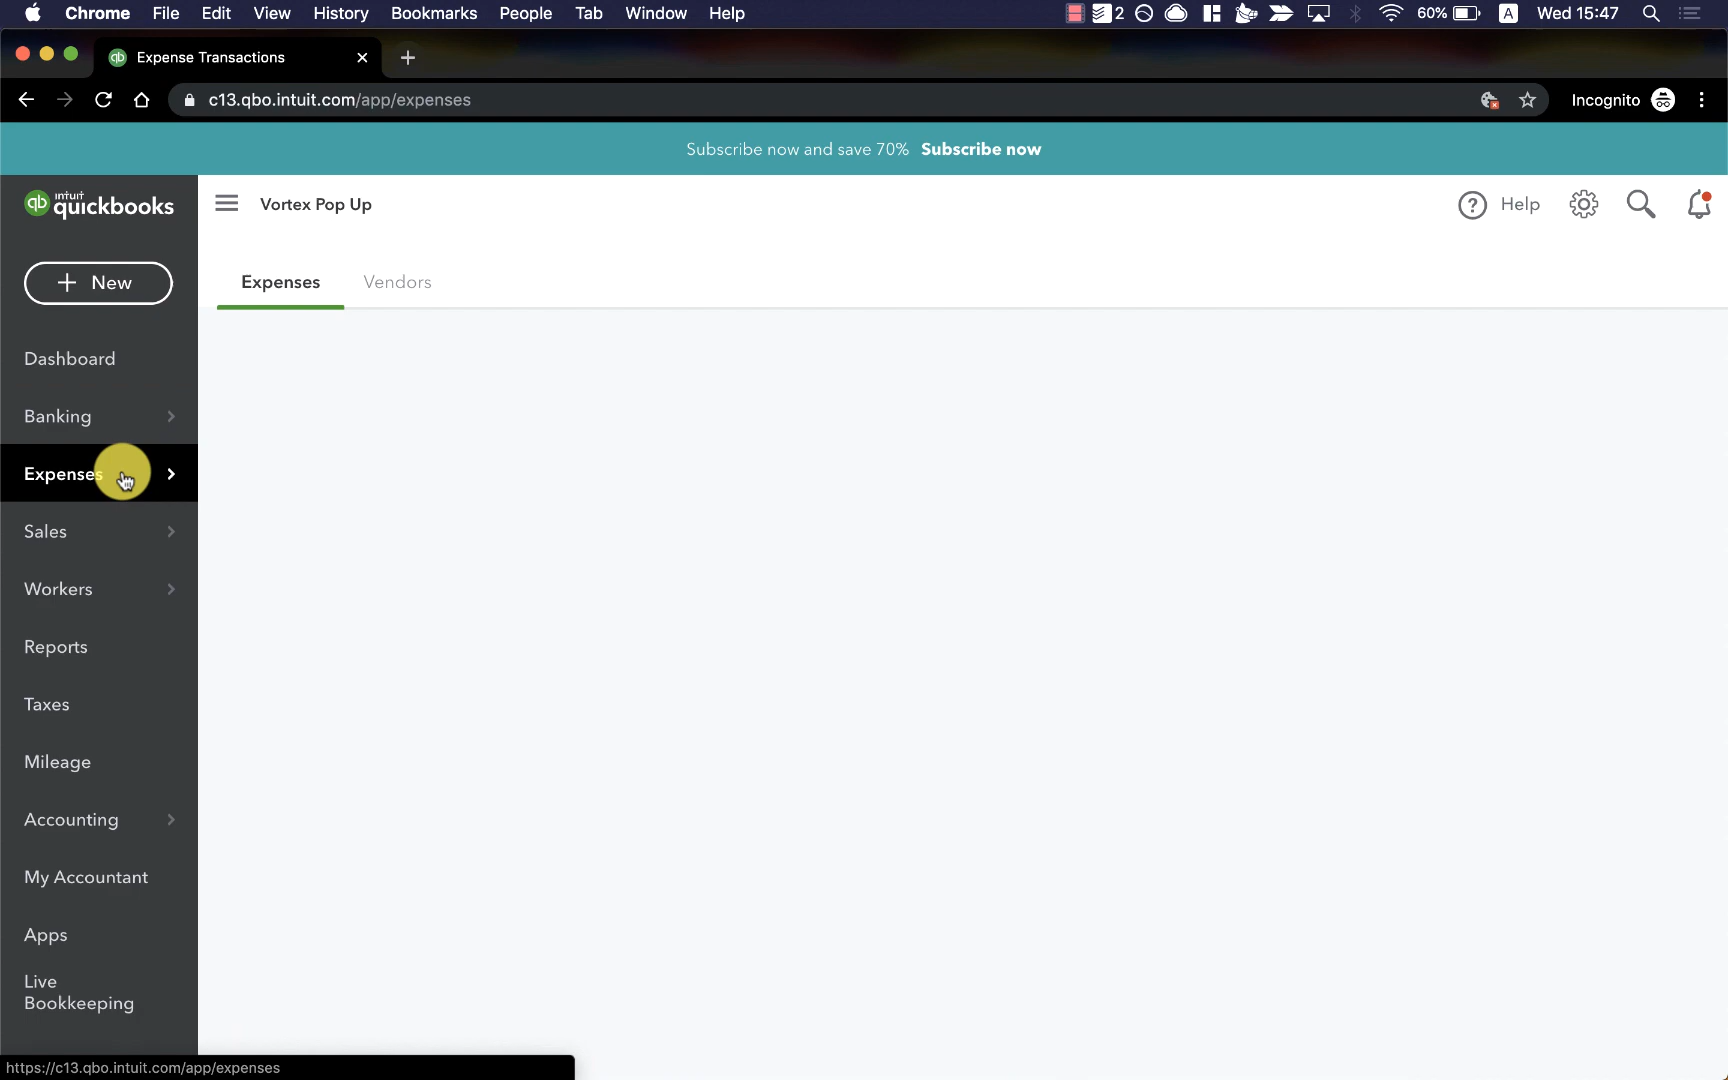 Chrome File Edit View History Bookmarks People Tab Window Help 2 60% A Wed 15:47
Expense Transactions
c13.qbo.intuit.com/app/expenses Incognito
Subscribe now and save 70% Subscribe now
qb intuit quickbooks
Vortex Pop Up
? Help
+ New
Expenses Vendors
Dashboard
Banking
Expenses
Sales
Workers
Reports
Taxes
Mileage
Accounting
My Accountant
Apps
Live
Bookkeeping
https://c13.qbo.intuit.com/app/expenses